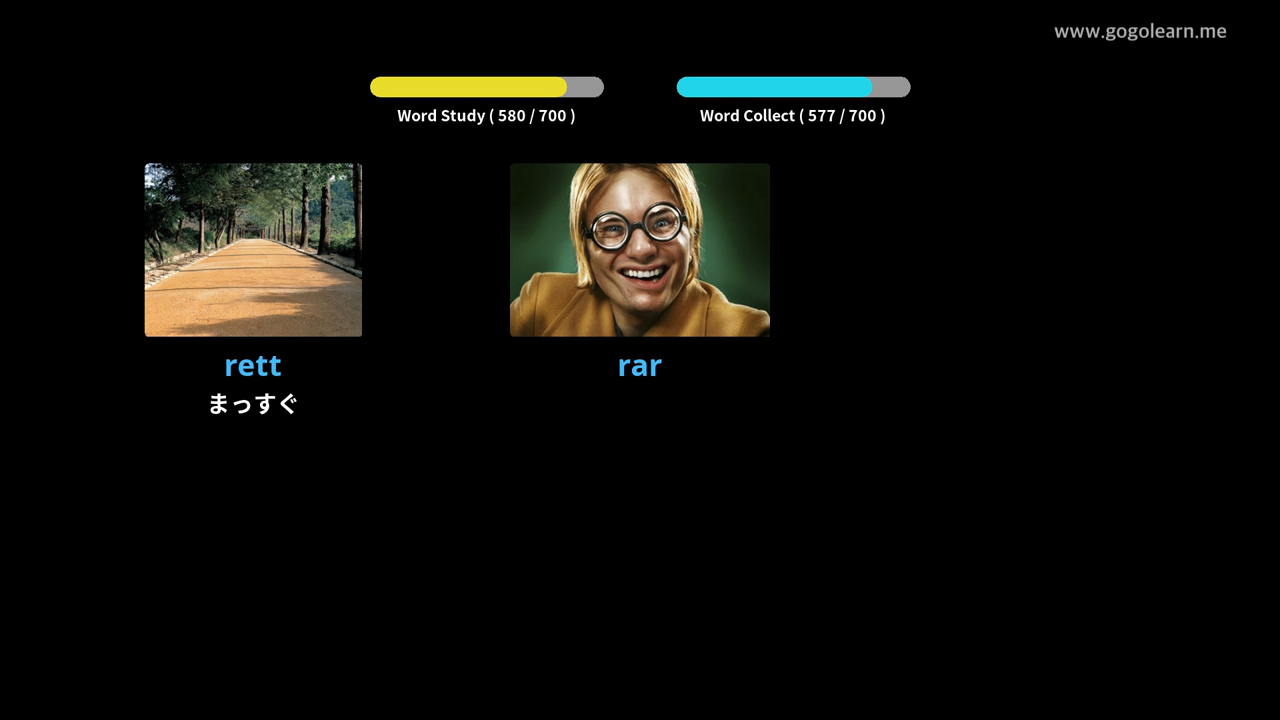 www.gogolearn.me
Word Study ( 580 / 700 )
Word Collect ( 577 / 700 )
rett
まっすぐ
rar